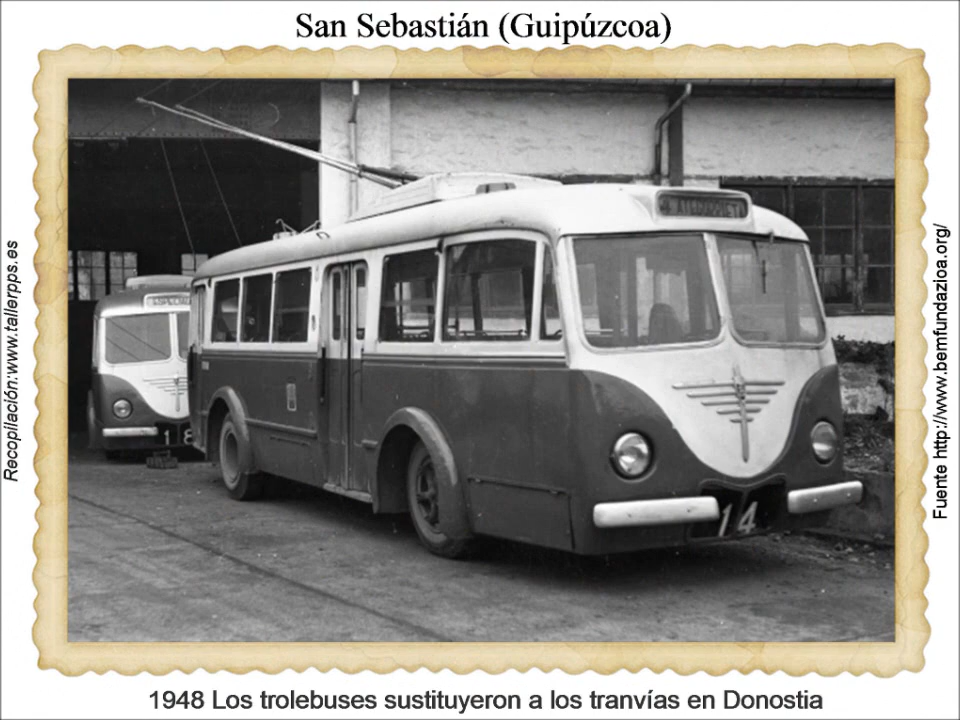 San Sebastián (Guipúzcoa)
Recopilación:www.tallerpps.es
Fuente http://www.bemfundazioa.org/
18
14
1948 Los trolebuses sustituyeron a los tranvías en Donostia